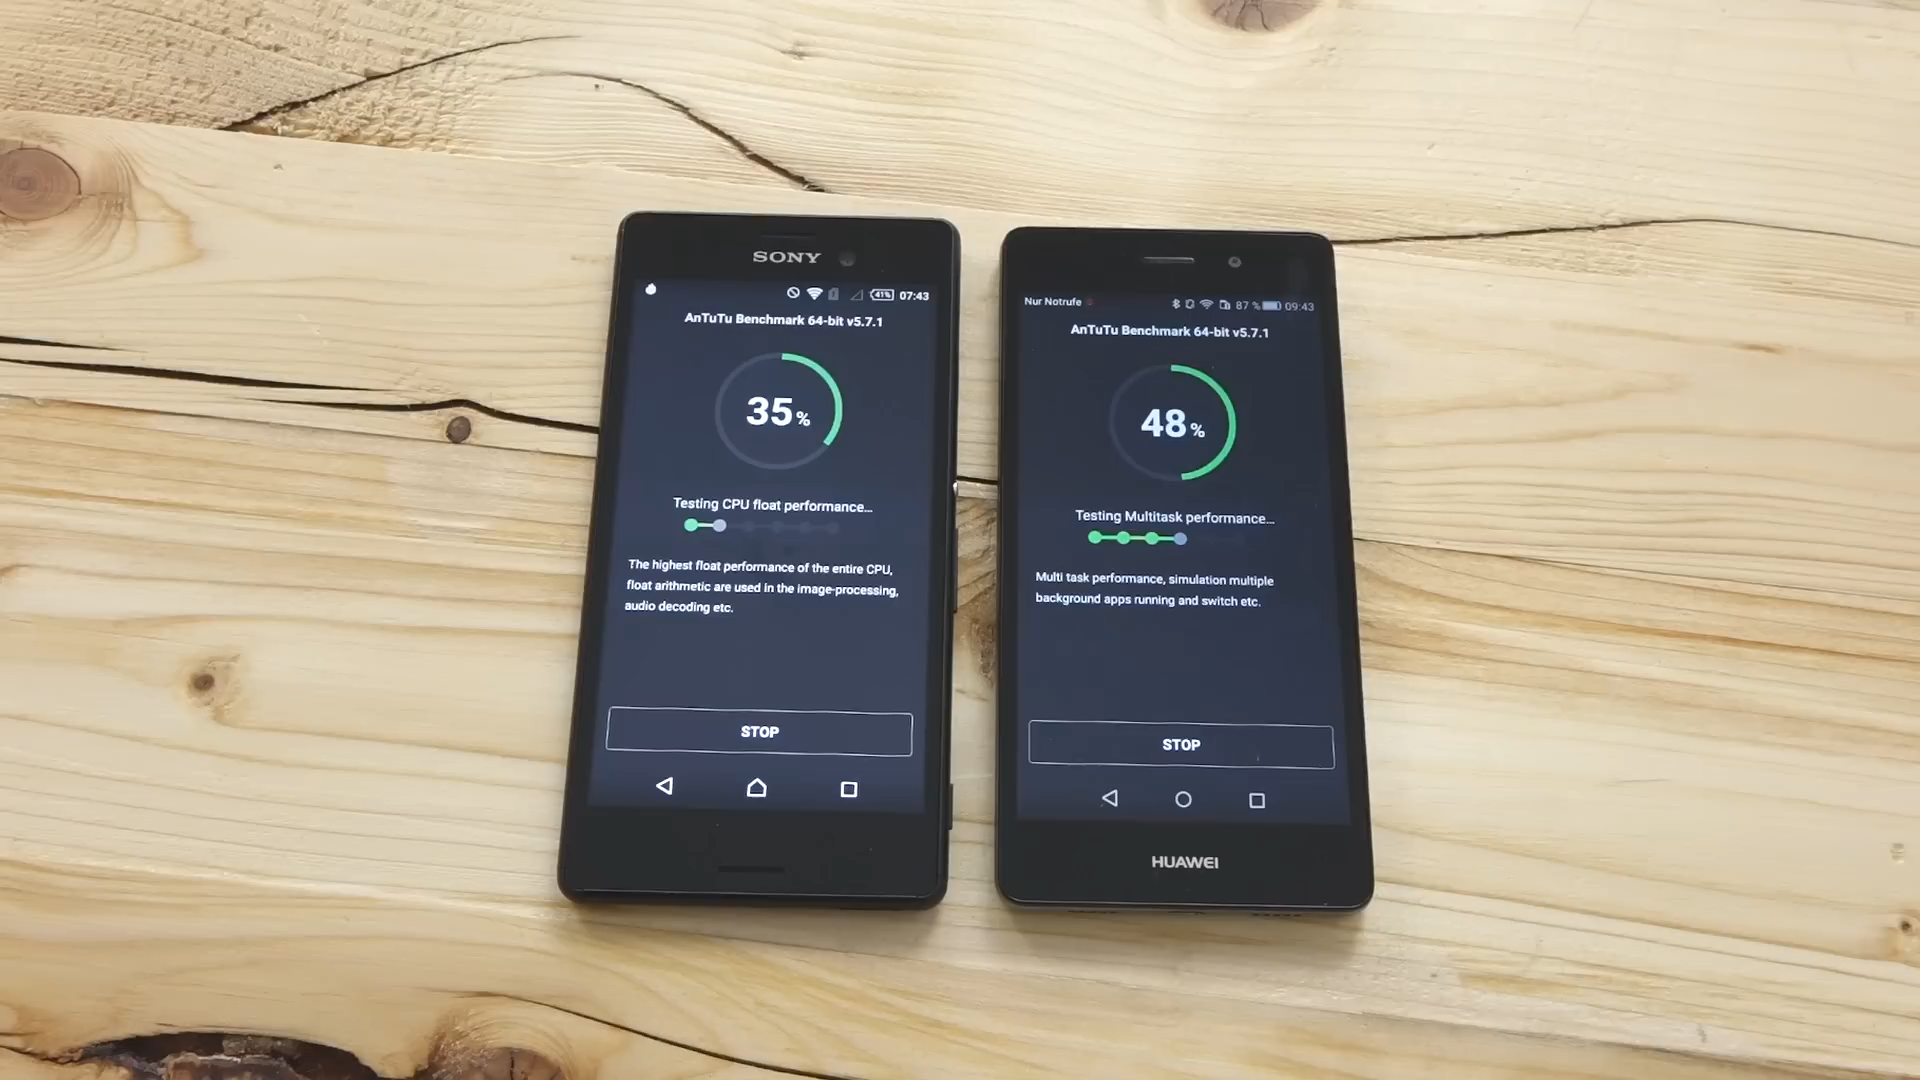 SONY
41% 07:43
AnTuTu Benchmark 64-bit v5.7.1
35%
Testing CPU float performance...
The highest float performance of the entire CPU,
float arithmetic are used in the image-processing,
audio decoding etc.
STOP
Nur Notrufe 87 % 09:43
AnTuTu Benchmark 64-bit v5.7.1
48%
Testing Multitask performance...
Multi task performance, simulation multiple
background apps running and switch etc.
STOP
HUAWEI